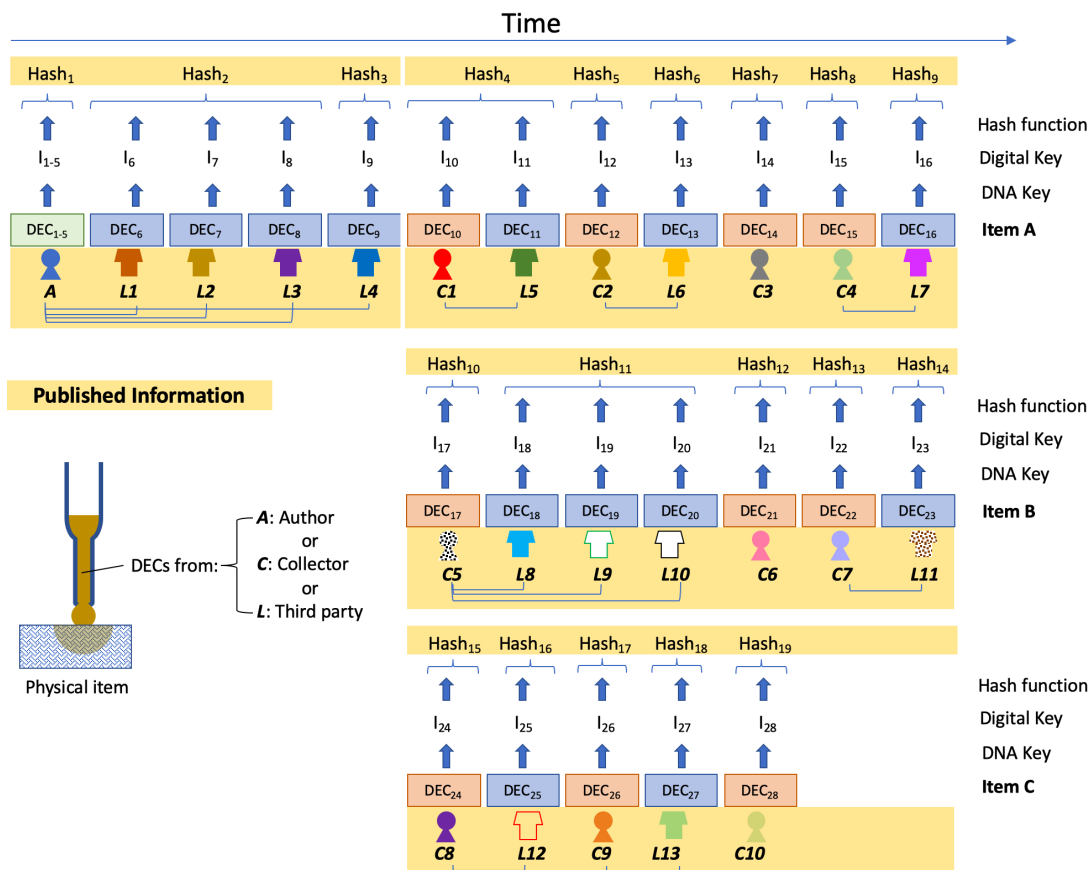 Time
Hash1 Hash2 Hash3 Hash4 Hash5 Hash6 Hash7 Hash8 Hash9
Hash function
I1-5 I6 I7 I8 I9 I10 I11 I12 I13 I14 I15 I16 Digital Key
DNA Key
DEC1-5 DEC6 DEC7 DEC8 DEC9 DEC10 DEC11 DEC12 DEC13 DEC14 DEC15 DEC16 Item A
A L1 L2 L3 L4 C1 L5 C2 L6 C3 C4 L7
Hash10 Hash11 Hash12 Hash13 Hash14
Published Information
Hash function
I17 I18 I19 I20 I21 I22 I23 Digital Key
DNA Key
DEC17 DEC18 DEC19 DEC20 DEC21 DEC22 DEC23 Item B
C5 L8 L9 L10 C6 C7 L11
A: Author
or
DECs from: C: Collector
or
L: Third party
Physical item
Hash15 Hash16 Hash17 Hash18 Hash19
Hash function
I24 I25 I26 I27 I28 Digital Key
DNA Key
DEC24 DEC25 DEC26 DEC27 DEC28 Item C
C8 L12 C9 L13 C10